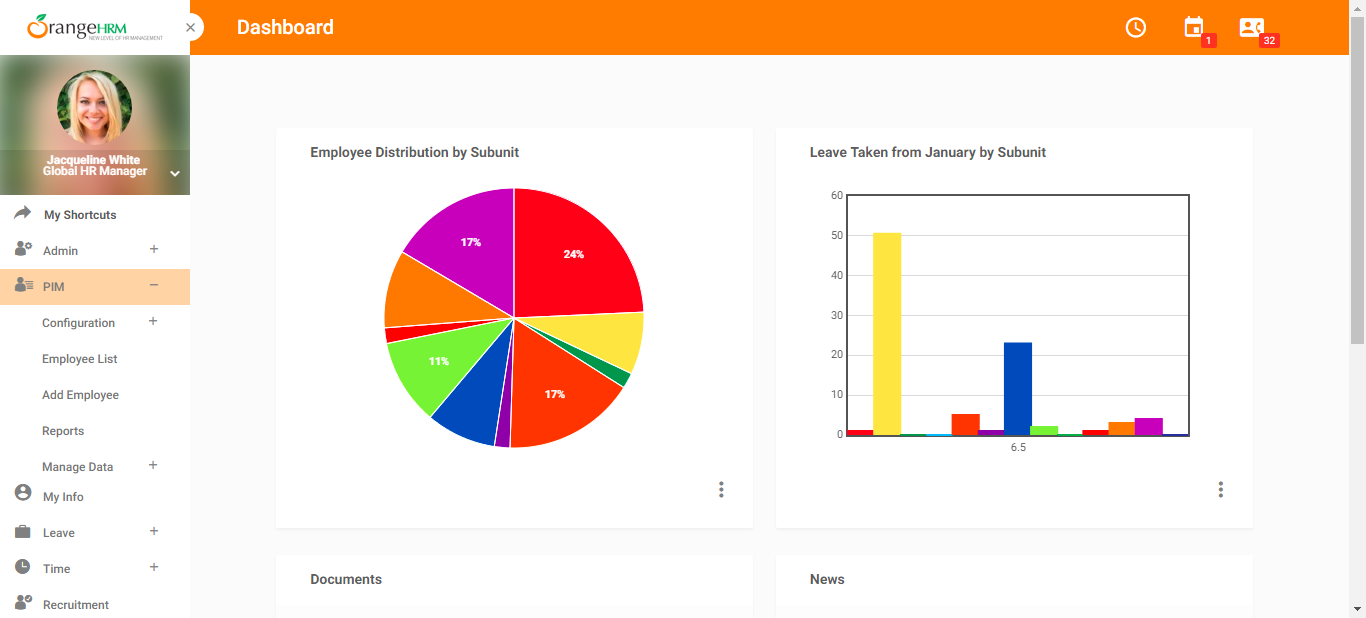 OrangeHRM
NEW LEVEL OF HR MANAGEMENT
Dashboard
1
32
Jacqueline White
Global HR Manager
My Shortcuts
Admin
PIM
Configuration
Employee List
Add Employee
Reports
Manage Data
My Info
Leave
Time
Recruitment
Employee Distribution by Subunit
17%
24%
11%
17%
Leave Taken from January by Subunit
60
50
40
30
20
10
0
6.5
Documents
News